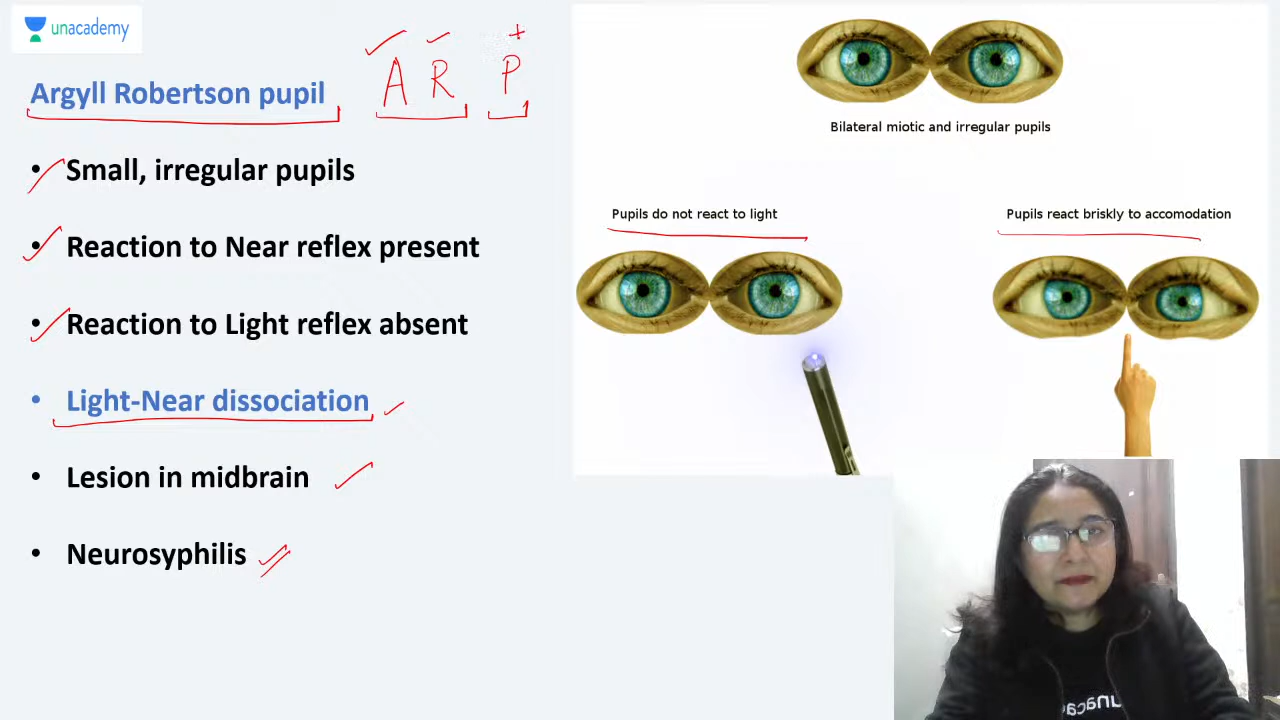 unacademy
Argyll Robertson pupil
A R P +
• Small, irregular pupils
• Reaction to Near reflex present
• Reaction to Light reflex absent
• Light-Near dissociation
• Lesion in midbrain
• Neurosyphilis
Bilateral miotic and irregular pupils
Pupils do not react to light
Pupils react briskly to accomodation